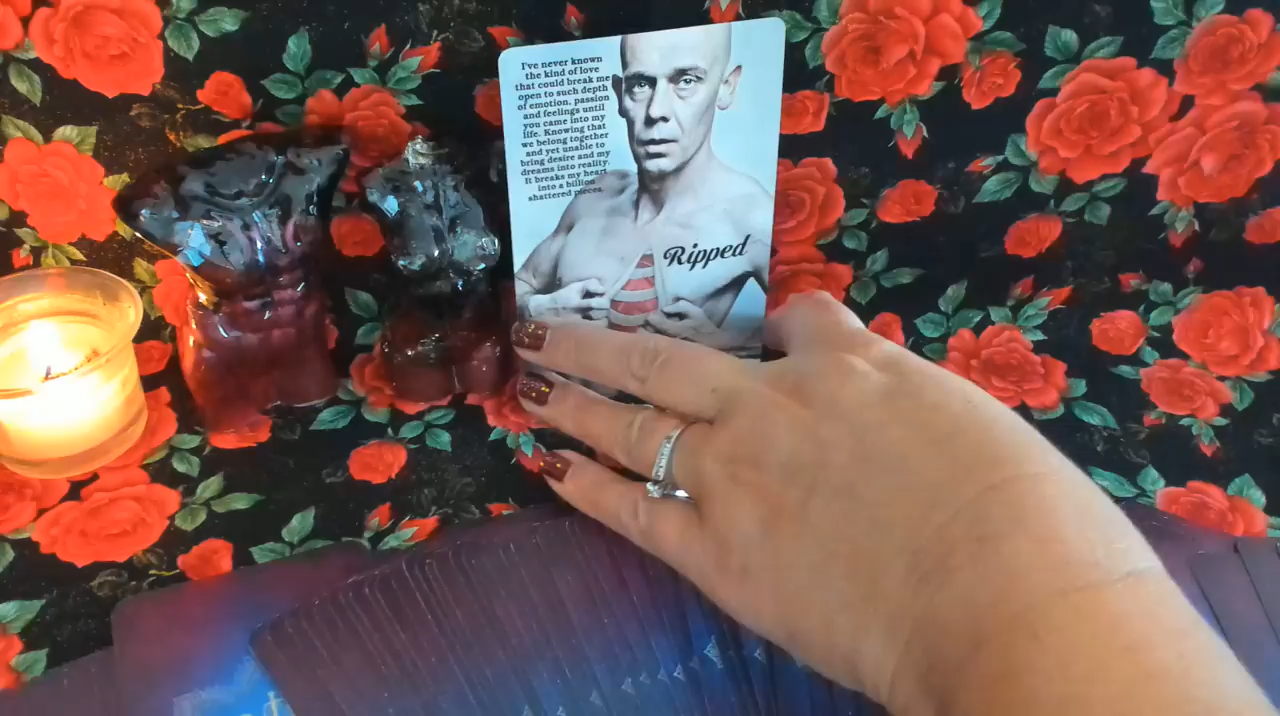 I've never known
the kind of love
that could break me
open to such depth
of emotion, passion
and feelings until
you came into my
life. Knowing that
we belong together
and yet unable to
bring desire and my
dreams into reality.
It breaks my heart
into a billion
shattered pieces.
Ripped